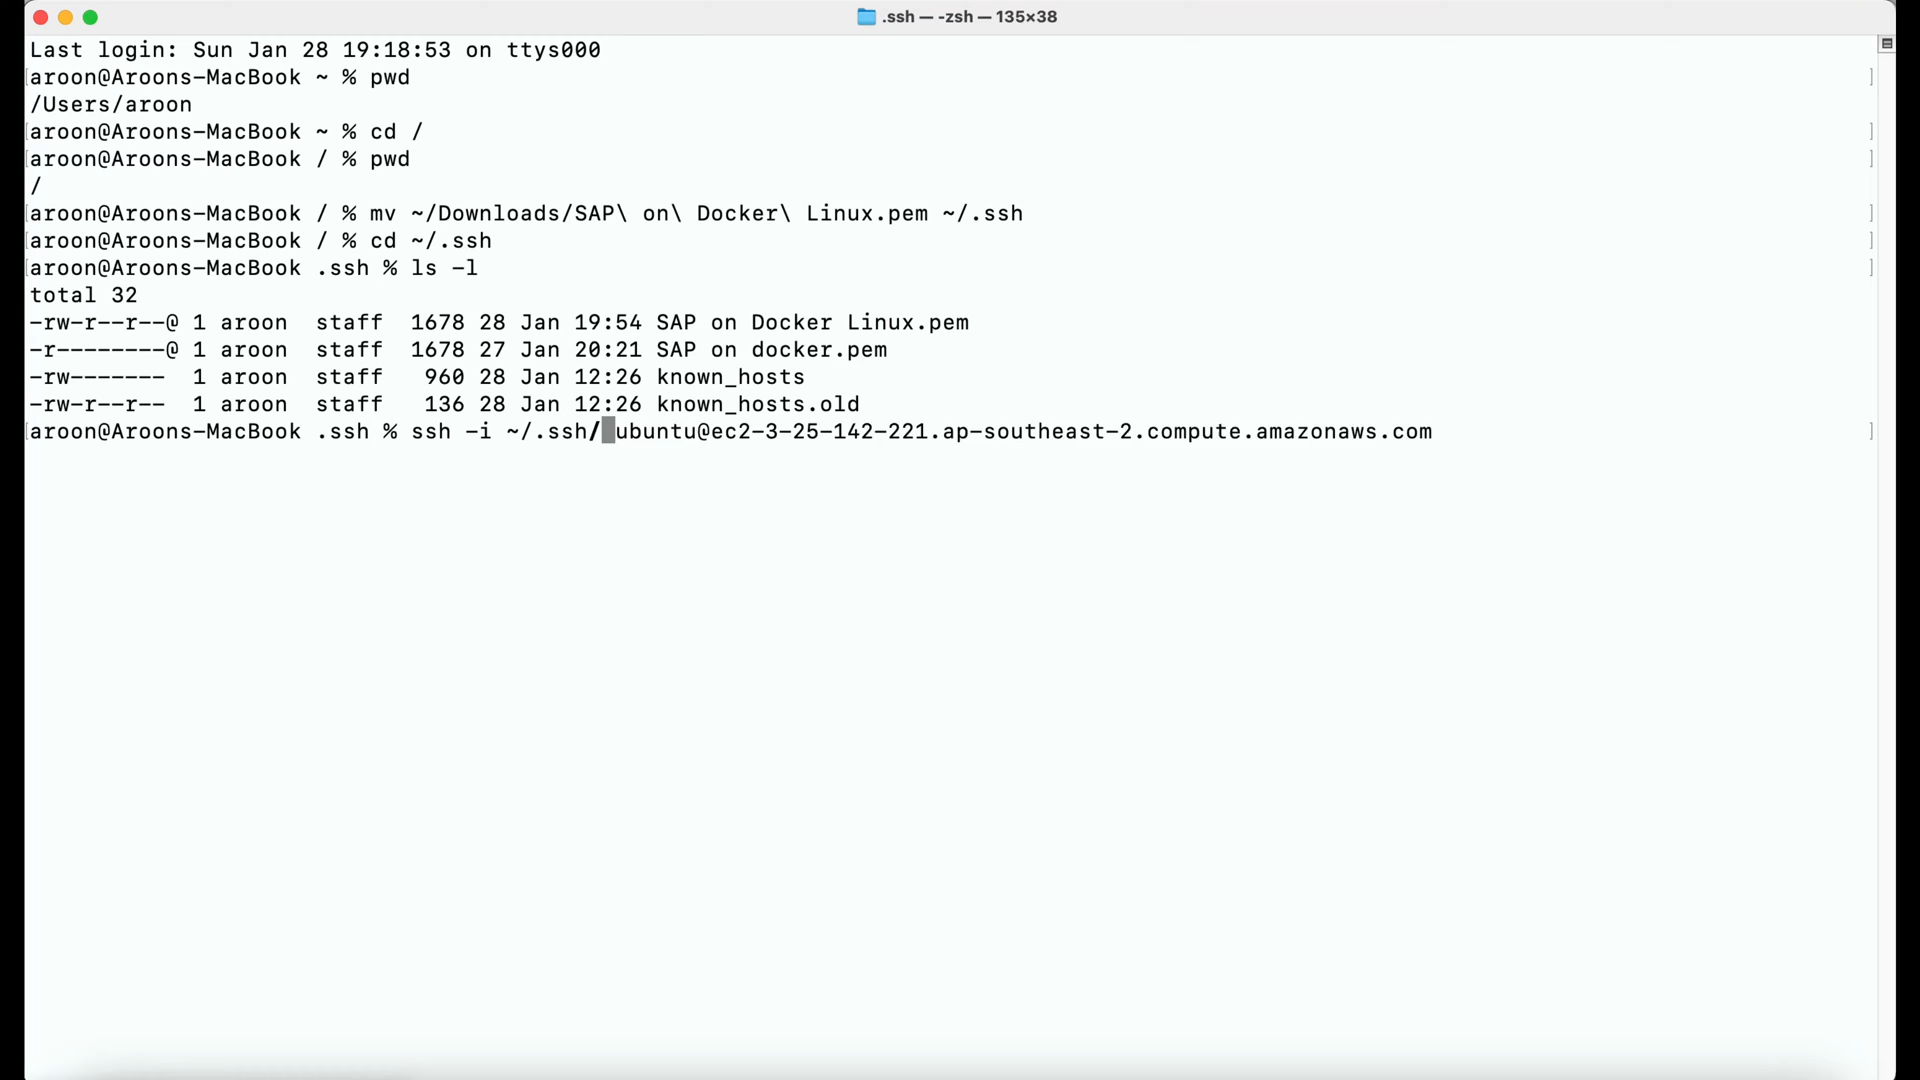 .ssh — -zsh — 135×38
Last login: Sun Jan 28 19:18:53 on ttys000
[aroon@Aroons-MacBook ~ % pwd ]
/Users/aroon
[aroon@Aroons-MacBook ~ % cd / ]
[aroon@Aroons-MacBook / % pwd ]
/
[aroon@Aroons-MacBook / % mv ~/Downloads/SAP\ on\ Docker\ Linux.pem ~/.ssh ]
[aroon@Aroons-MacBook / % cd ~/.ssh ]
[aroon@Aroons-MacBook .ssh % ls -l ]
total 32
-rw-r--r--@ 1 aroon  staff  1678 28 Jan 19:54 SAP on Docker Linux.pem
-r--------@ 1 aroon  staff  1678 27 Jan 20:21 SAP on docker.pem
-rw-------  1 aroon  staff   960 28 Jan 12:26 known_hosts
-rw-r--r--  1 aroon  staff   136 28 Jan 12:26 known_hosts.old
[aroon@Aroons-MacBook .ssh % ssh -i ~/.ssh/ ubuntu@ec2-3-25-142-221.ap-southeast-2.compute.amazonaws.com ]